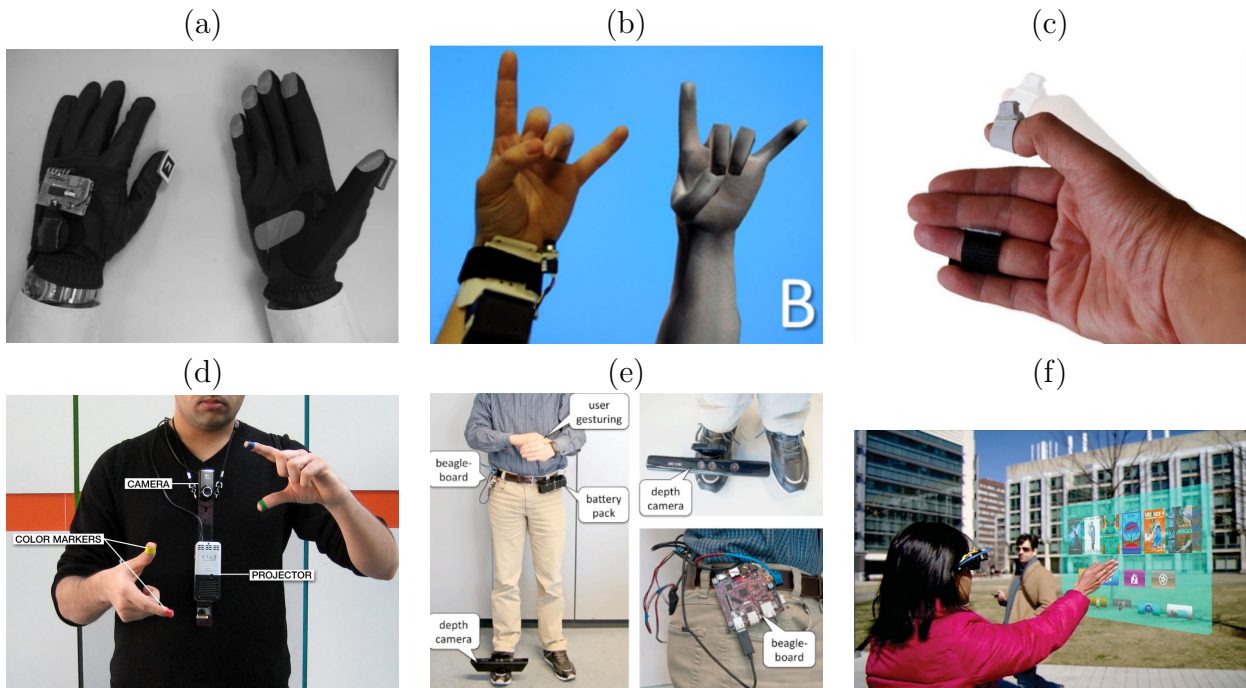 (a)
(b)
(c)
B
(d)
(e)
(f)
CAMERA
COLOR MARKERS
PROJECTOR
user
gesturing
beagle-
board
battery
pack
depth
camera
depth
camera
beagle-
board